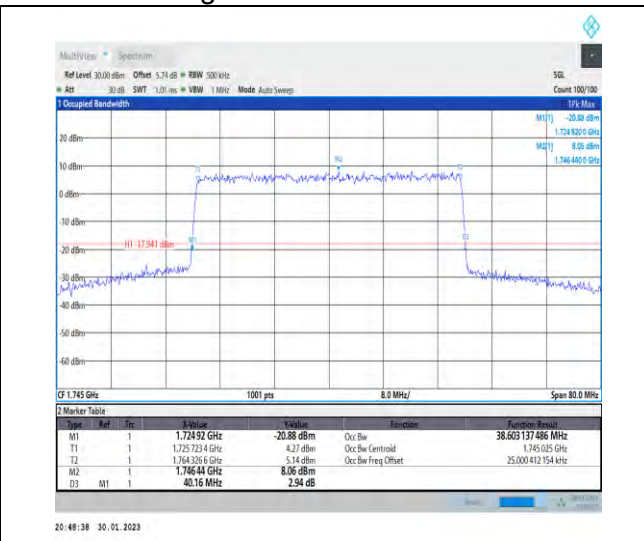 MultiView Spectrum
Ref Level 30.00 dBm Offset 5.74 dB RBW 500 kHz SGL
Att 30 dB SWT 1.01 ms VBW 1 MHz Mode Auto Sweep Count 100/100
1 Occupied Bandwidth 1Pk Max
M1[1] -20.88 dBm
1.724 920 0 GHz
M2[1] 8.06 dBm
1.746 440 0 GHz
20 dBm
10 dBm
M2
T1
T2
0 dBm
-10 dBm
-20 dBm
H1 -17.941 dBm
M1
D3
-30 dBm
-40 dBm
-50 dBm
-60 dBm
CF 1.745 GHz 1001 pts 8.0 MHz/ Span 80.0 MHz
2 Marker Table
Type Ref Trc X-Value Y-Value Function Function Result
M1 1 1.724 92 GHz -20.88 dBm Occ Bw 38.603 137 486 MHz
T1 1 1.725 723 4 GHz 4.27 dBm Occ Bw Centroid 1.745 025 GHz
T2 1 1.764 326 6 GHz 5.14 dBm Occ Bw Freq Offset 25.000 412 154 kHz
M2 1 1.746 44 GHz 8.06 dBm
D3 M1 1 40.16 MHz 2.94 dB
20:48:38 30.01.2023